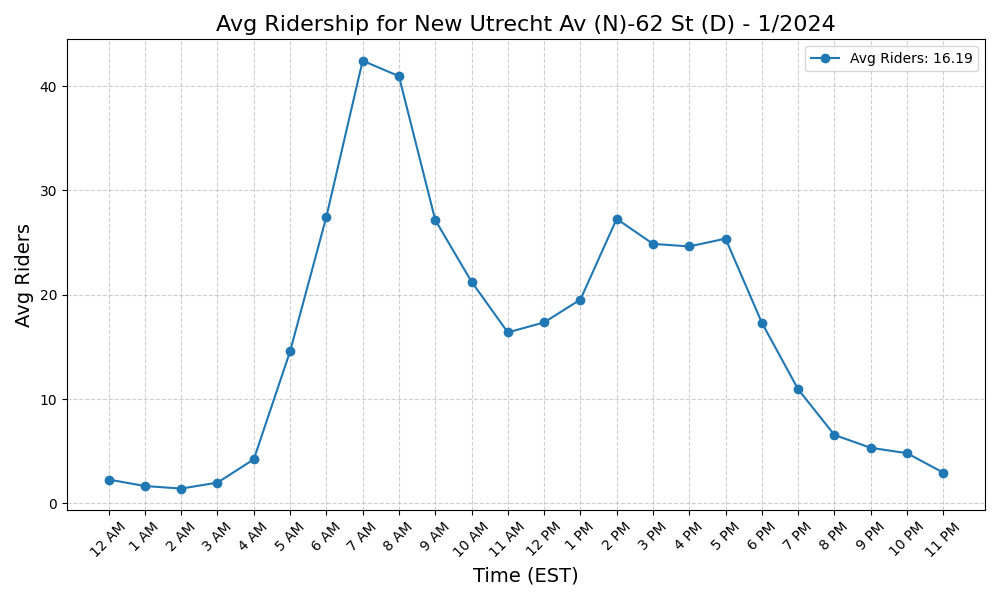 Avg Ridership for New Utrecht Av (N)-62 St (D) - 1/2024
Avg Riders: 16.19
Avg Riders
40
30
20
10
0
12 AM
1 AM
2 AM
3 AM
4 AM
5 AM
6 AM
7 AM
8 AM
9 AM
10 AM
11 AM
12 PM
1 PM
2 PM
3 PM
4 PM
5 PM
6 PM
7 PM
8 PM
9 PM
10 PM
11 PM
Time (EST)